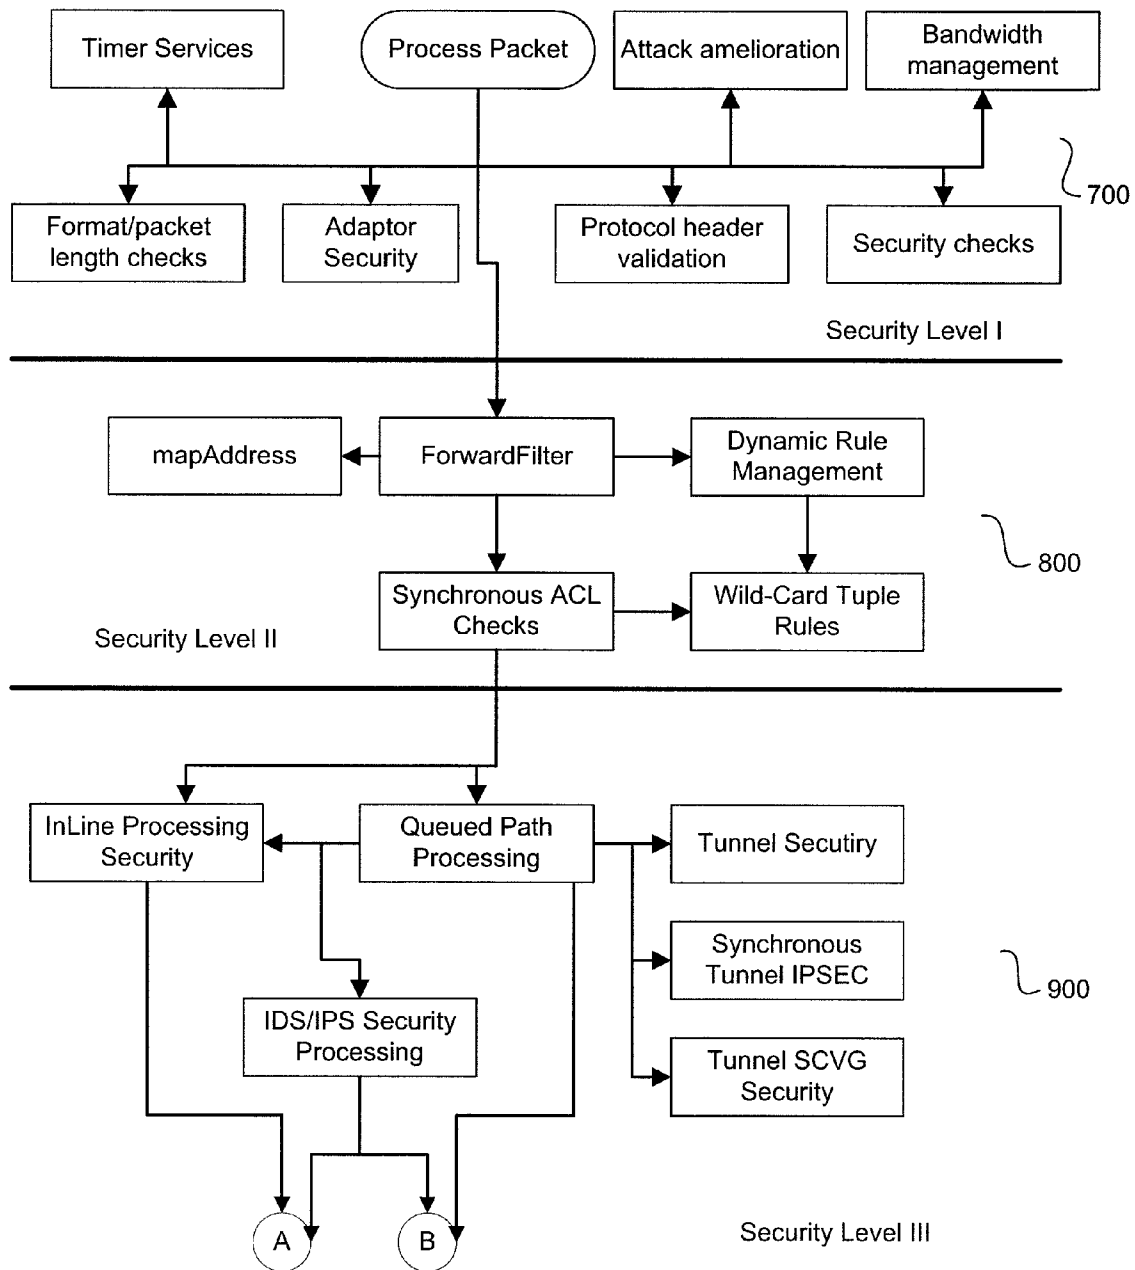 Timer Services
Process Packet
Attack amelioration
Bandwidth
management
700
Format/packet
length checks
Adaptor
Security
Protocol header
validation
Security checks
Security Level I
mapAddress
ForwardFilter
Dynamic Rule
Management
800
Synchronous ACL
Checks
Wild-Card Tuple
Rules
Security Level II
InLine Processing
Security
Queued Path
Processing
Tunnel Secutiry
Synchronous
Tunnel IPSEC
900
IDS/IPS Security
Processing
Tunnel SCVG
Security
A
B
Security Level III